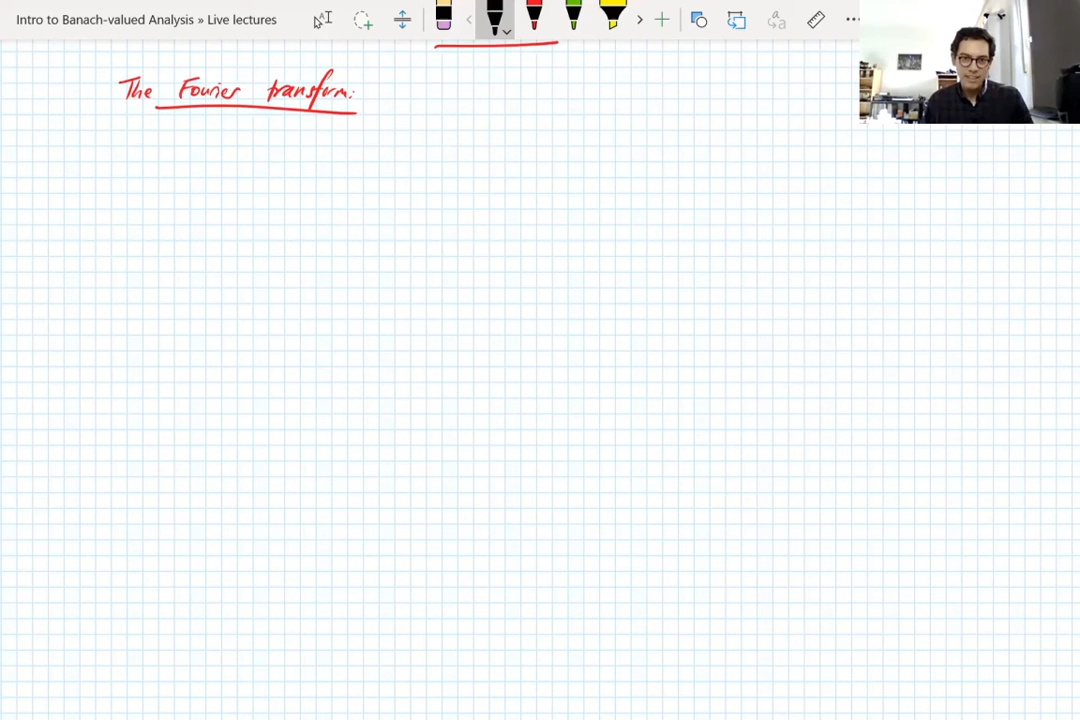 Intro to Banach-valued Analysis » Live lectures
The Fourier transform: